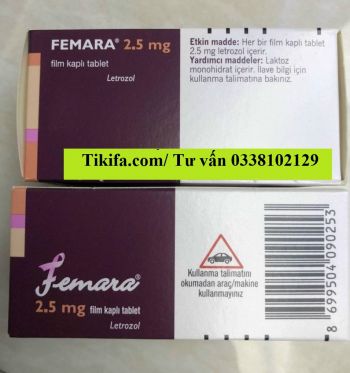 FEMARA® 2.5 mg
film kaplı tablet
Letrozol
Etkin madde: Her bir film kaplı tablet
2.5 mg letrozol içerir.
Yardımcı maddeler: Laktoz
monohidrat içerir. İlave bilgi için
kullanma talimatına bakınız.
Tikifa.com/ Tư vấn 0338102129
Femara®
2.5 mg film kaplı tablet
Letrozol
Kullanma talimatını
okumadan araç/makine
kullanmayınız
8 699504 090253